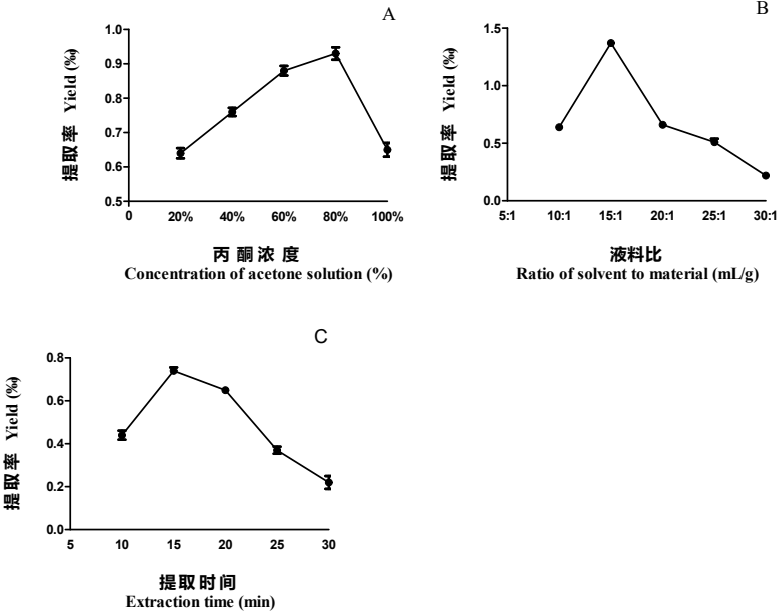 A
提取率 Yield (‰)
1.0
0.9
0.8
0.7
0.6
0.5
0 20% 40% 60% 80% 100%
丙酮浓度
Concentration of acetone solution (%)
B
提取率 Yield (‰)
1.5
1.0
0.5
0.0
5:1 10:1 15:1 20:1 25:1 30:1
液料比
Ratio of solvent to material (mL/g)
C
提取率 Yield (‰)
0.8
0.6
0.4
0.2
0.0
5 10 15 20 25 30
提取时间
Extraction time (min)